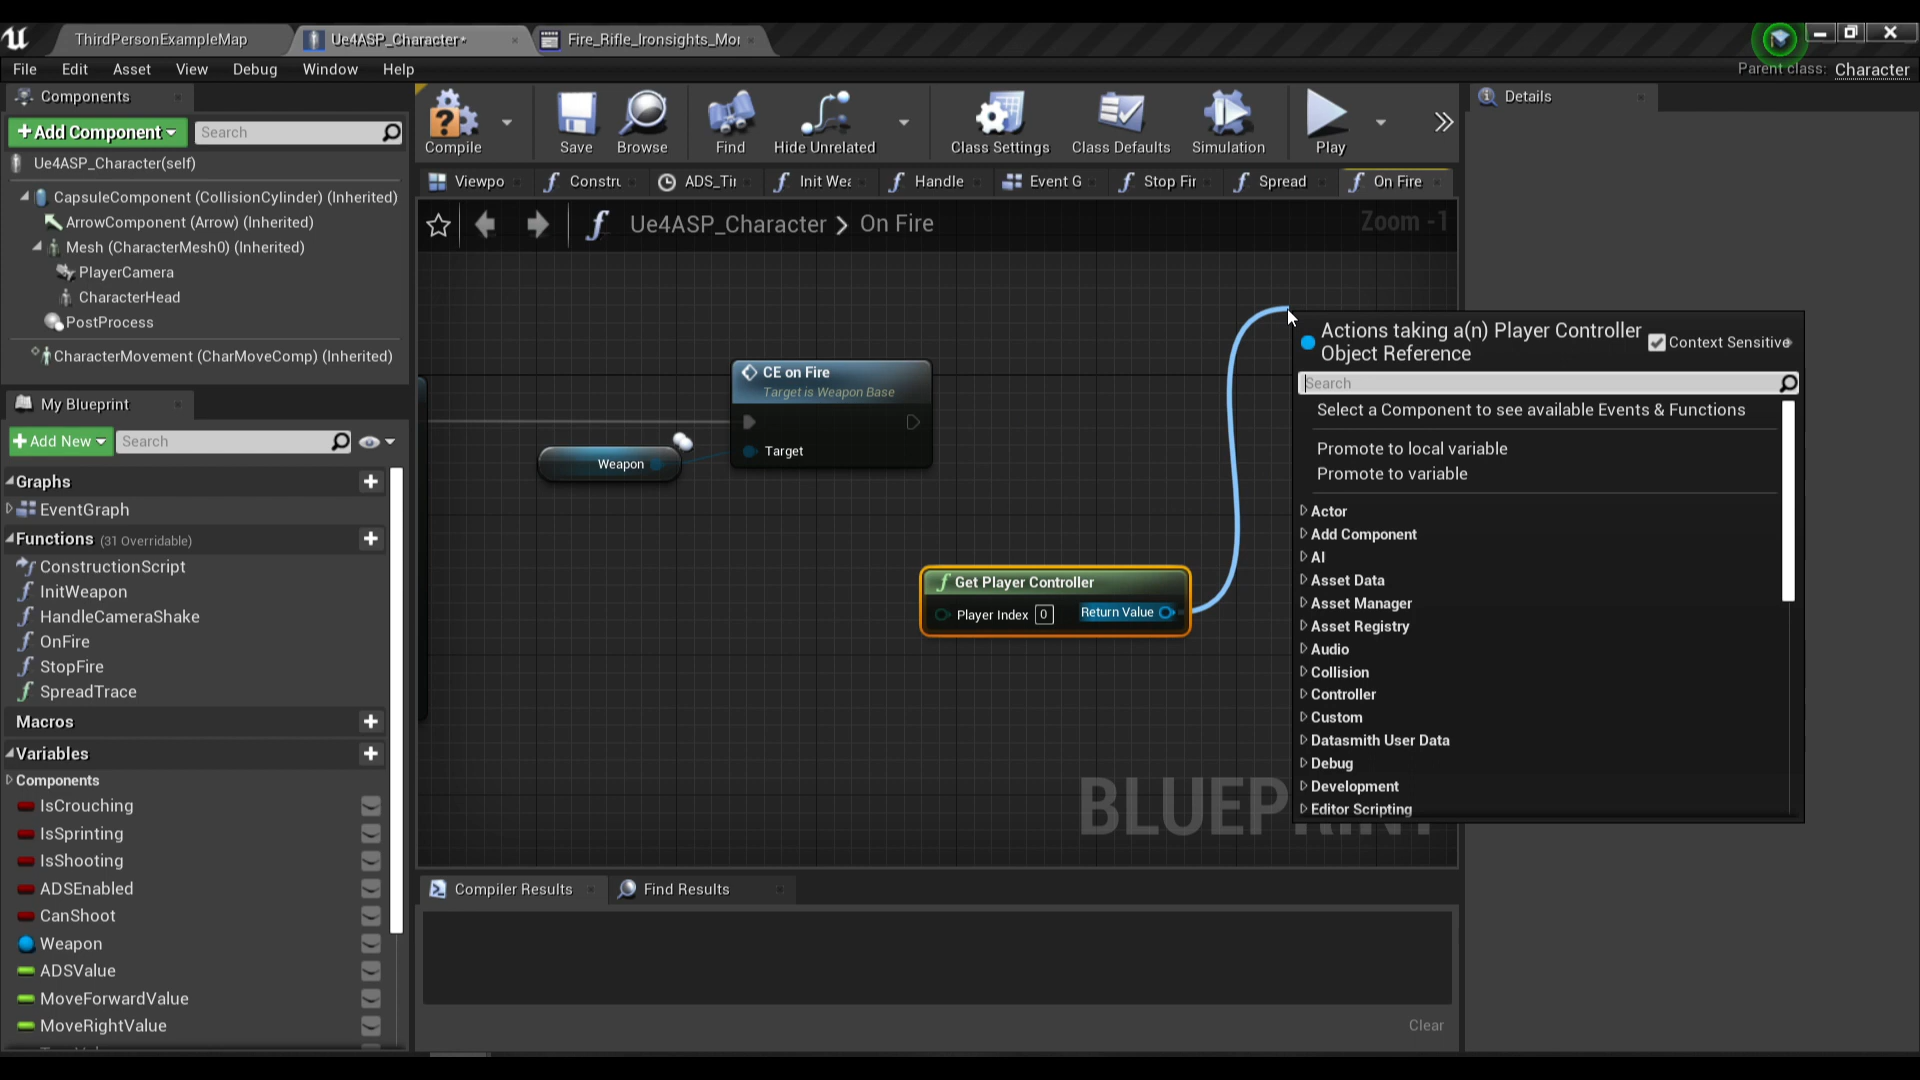 ThirdPersonExampleMap
Ue4ASP_Character*
Fire_Rifle_Ironsights_Mo
File Edit Asset View Debug Window Help
Parent class: Character
Components
+Add Component
Search
Ue4ASP_Character(self)
CapsuleComponent (CollisionCylinder) (Inherited)
ArrowComponent (Arrow) (Inherited)
Mesh (CharacterMesh0) (Inherited)
PlayerCamera
CharacterHead
PostProcess
CharacterMovement (CharMoveComp) (Inherited)
My Blueprint
+Add New
Search
Graphs
EventGraph
Functions (31 Overridable)
ConstructionScript
InitWeapon
HandleCameraShake
OnFire
StopFire
SpreadTrace
Macros
Variables
Components
IsCrouching
IsSprinting
IsShooting
ADSEnabled
CanShoot
Weapon
ADSValue
MoveForwardValue
MoveRightValue
Compile
Save
Browse
Find
Hide Unrelated
Class Settings
Class Defaults
Simulation
Play
Viewpo
Constru
ADS_Ti
Init Wea
Handle
Event G
Stop Fir
Spread
On Fire
Ue4ASP_Character > On Fire
Zoom -1
CE on Fire
Target is Weapon Base
Target
Weapon
Get Player Controller
Player Index 0
Return Value
BLUEPRINT
Actions taking a(n) Player Controller
Object Reference
Context Sensitive
Search
Select a Component to see available Events & Functions
Promote to local variable
Promote to variable
Actor
Add Component
AI
Asset Data
Asset Manager
Asset Registry
Audio
Collision
Controller
Custom
Datasmith User Data
Debug
Development
Editor Scripting
Compiler Results
Find Results
Clear
Details